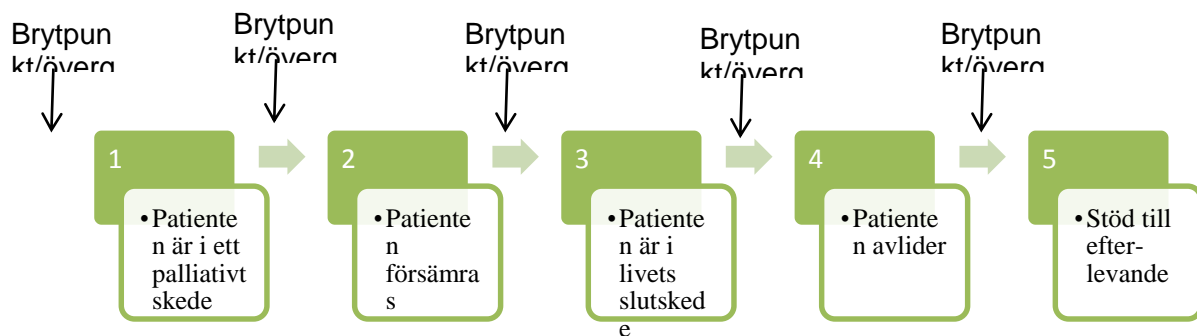 Brytpun
kt/överg
Brytpun
kt/överg
Brytpun
kt/överg
Brytpun
kt/överg
Brytpun
kt/överg
1
•Patiente
n är i ett
palliativt
skede
2
•Patiente
n
försämra
s
3
•Patiente
n är i
livets
slutsked
e
4
•Patiente
n avlider
5
•Stöd till
efter-
levande